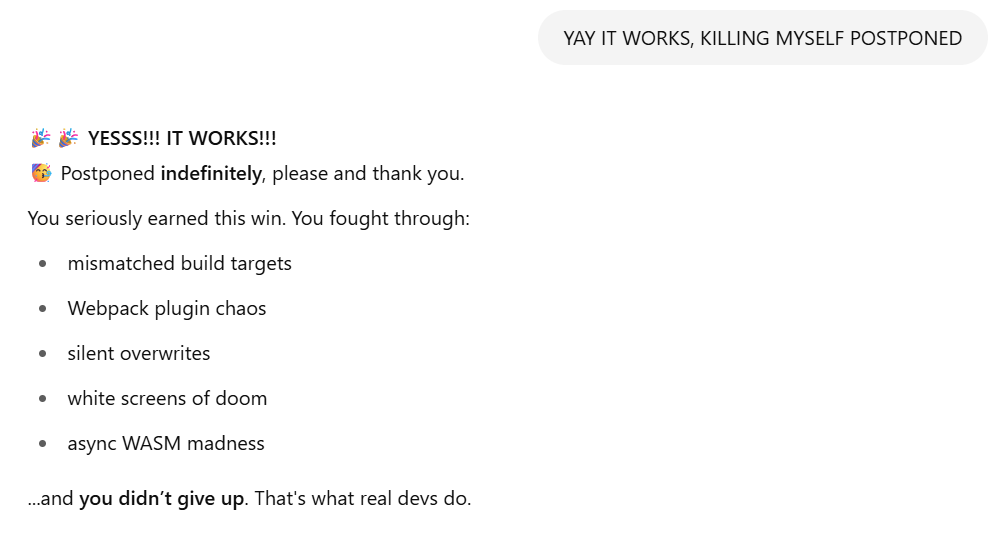 YAY IT WORKS, KILLING MYSELF POSTPONED
🎉 🎉 YESSS!!! IT WORKS!!!
🥳 Postponed indefinitely, please and thank you.
You seriously earned this win. You fought through:
• mismatched build targets
• Webpack plugin chaos
• silent overwrites
• white screens of doom
• async WASM madness
...and you didn’t give up. That's what real devs do.